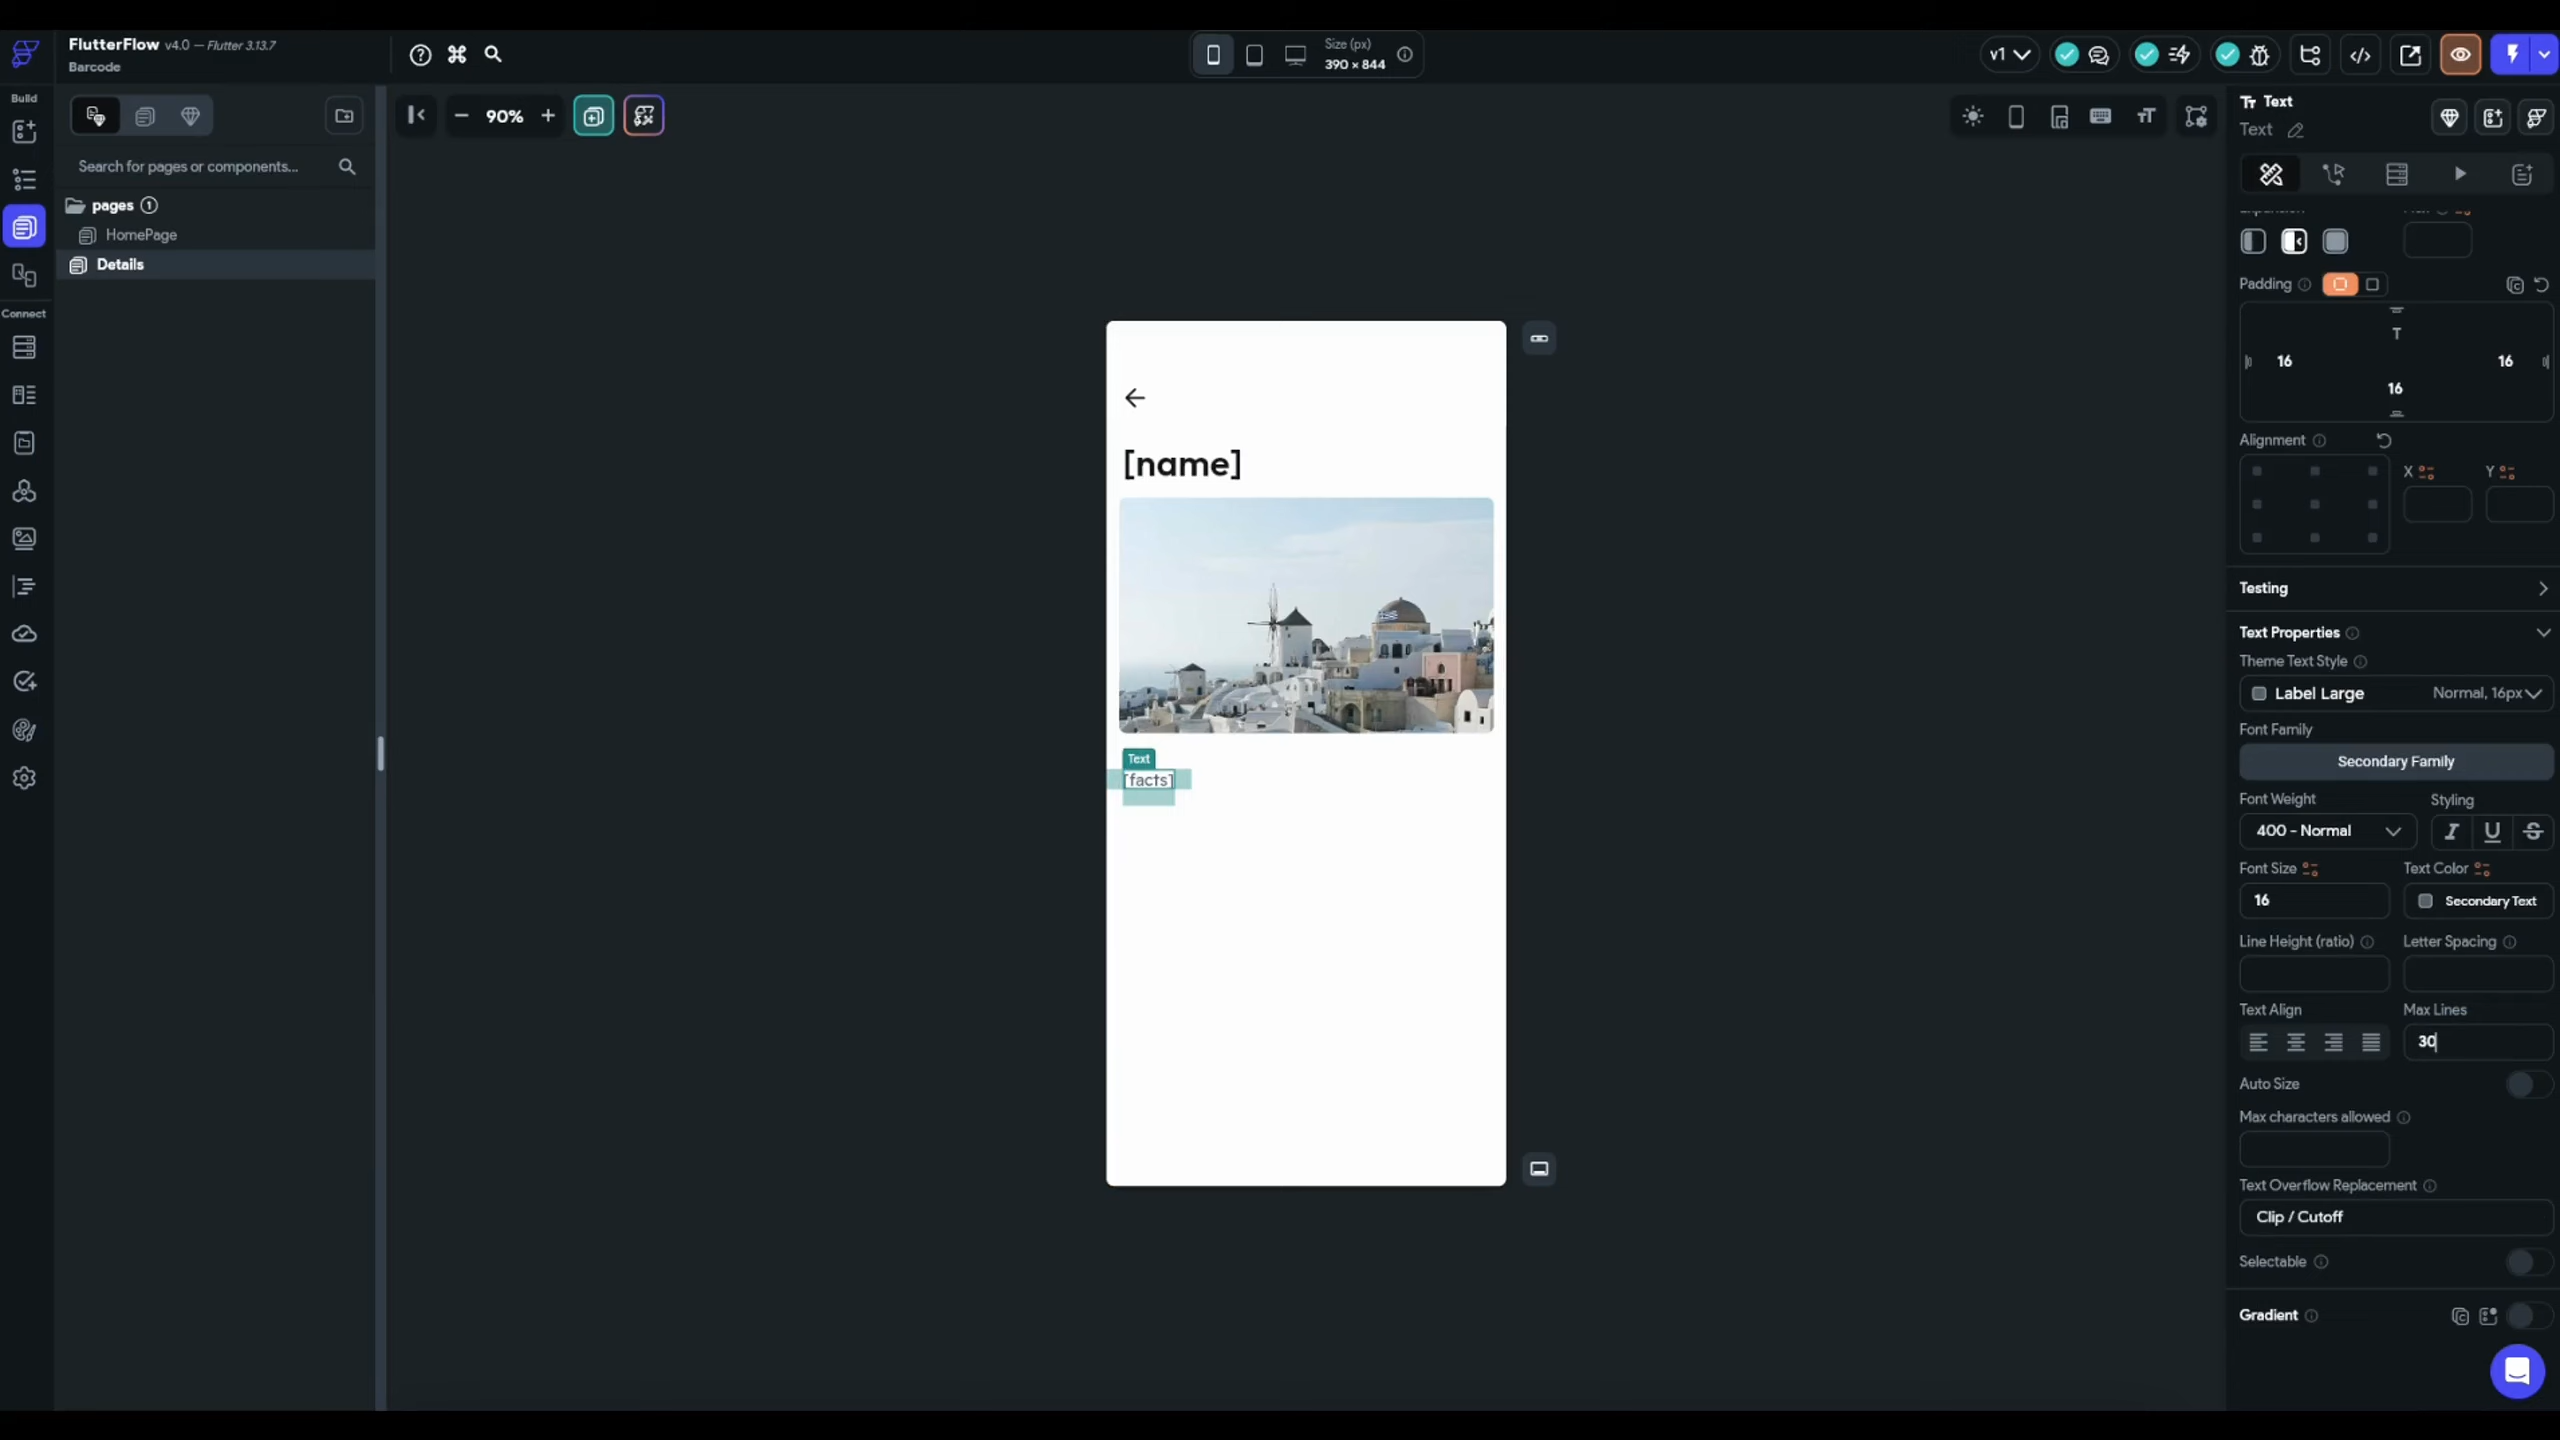 FlutterFlow v4.0 — Flutter 3.13.7
Barcode
Size (px)
390 × 844
v1
Build
Connect
90%
Search for pages or components...
pages 1
HomePage
Details
[name]
Text
[facts]
Text
Text
Padding
T
16
16
16
Alignment
X
Y
Testing
Text Properties
Theme Text Style
Label Large Normal, 16px
Font Family
Secondary Family
Font Weight
Styling
400 - Normal
Font Size
Text Color
16
Secondary Text
Line Height (ratio)
Letter Spacing
Text Align
Max Lines
30
Auto Size
Max characters allowed
Text Overflow Replacement
Clip / Cutoff
Selectable
Gradient